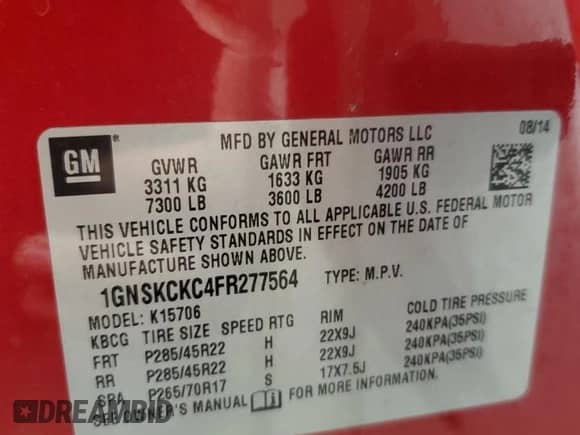 GM
®
MFD BY GENERAL MOTORS LLC
08/14
GVWR GAWR FRT GAWR RR
3311 KG 1633 KG 1905 KG
7300 LB 3600 LB 4200 LB
THIS VEHICLE CONFORMS TO ALL APPLICABLE U.S. FEDERAL MOTOR
VEHICLE SAFETY STANDARDS IN EFFECT ON THE DATE OF
MANUFACTURE SHOWN ABOVE.
1GNSKCKC4FR277564 TYPE: M.P.V.
MODEL: K15706
KBCG TIRE SIZE SPEED RTG RIM COLD TIRE PRESSURE
FRT P285/45R22 H 22X9J 240KPA(35PSI)
RR P285/45R22 H 22X9J 240KPA(35PSI)
SPA P265/70R17 S 17X7.5J 240KPA(35PSI)
SEE OWNER'S MANUAL FOR MORE INFORMATION.
DREAMBID